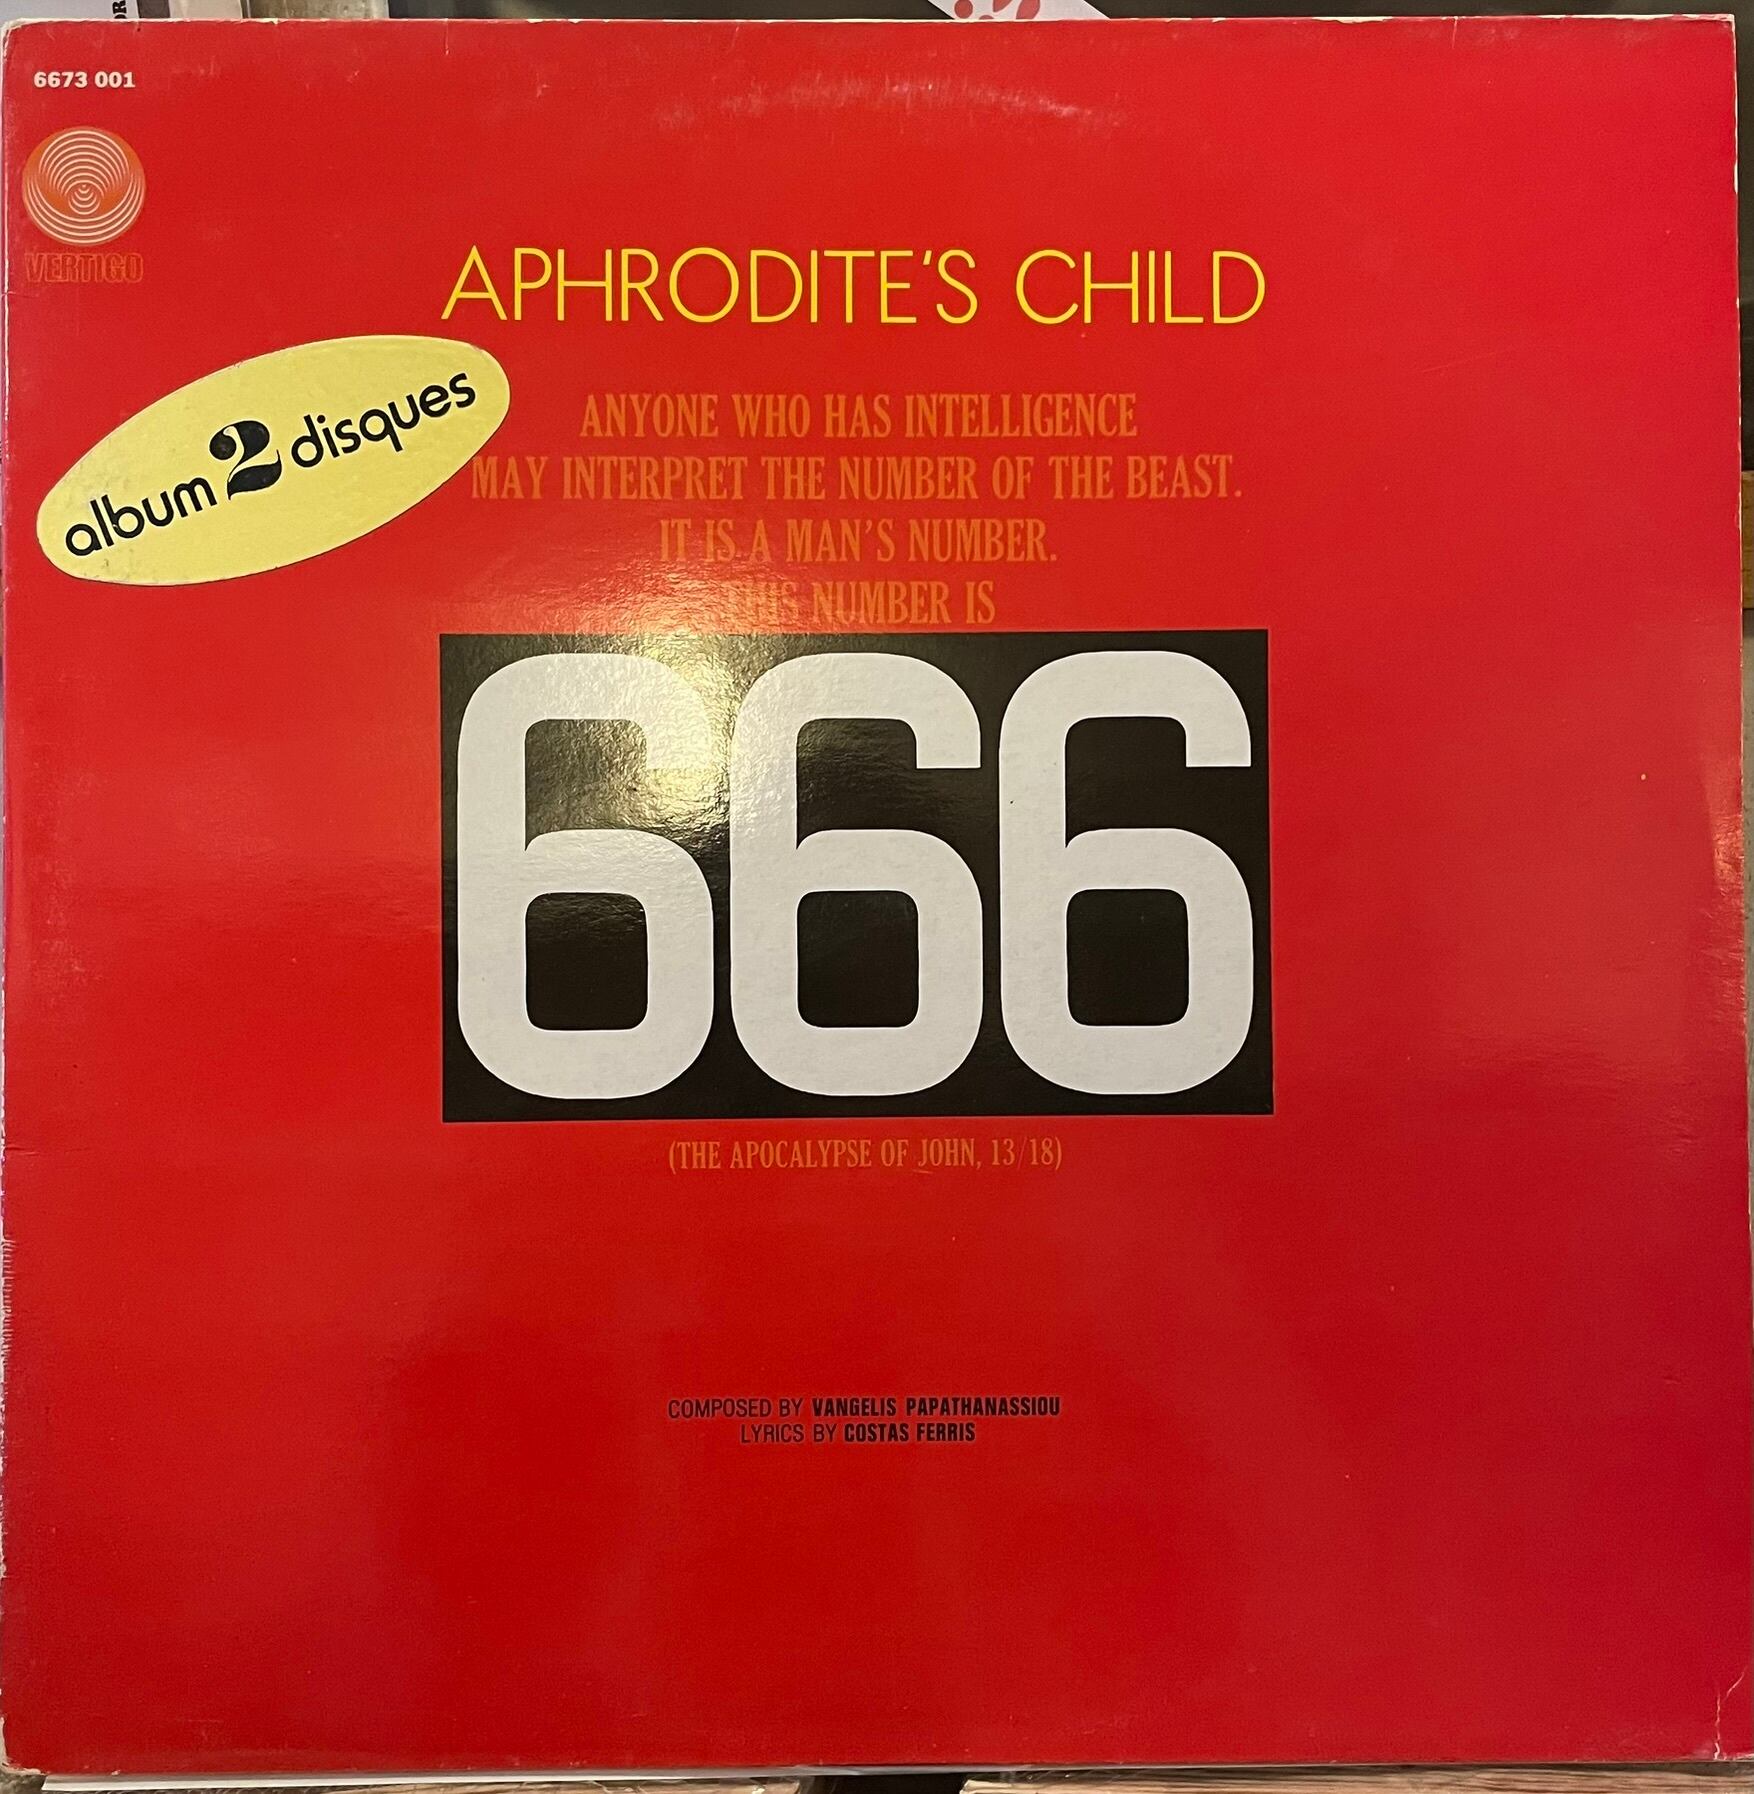 6673 001
VERTIGO
APHRODITE'S CHILD
album 2 disques
ANYONE WHO HAS INTELLIGENCE
MAY INTERPRET THE NUMBER OF THE BEAST.
IT IS A MAN'S NUMBER.
THIS NUMBER IS
666
(THE APOCALYPSE OF JOHN, 13/18)
COMPOSED BY VANGELIS PAPATHANASSIOU
LYRICS BY COSTAS FERRIS